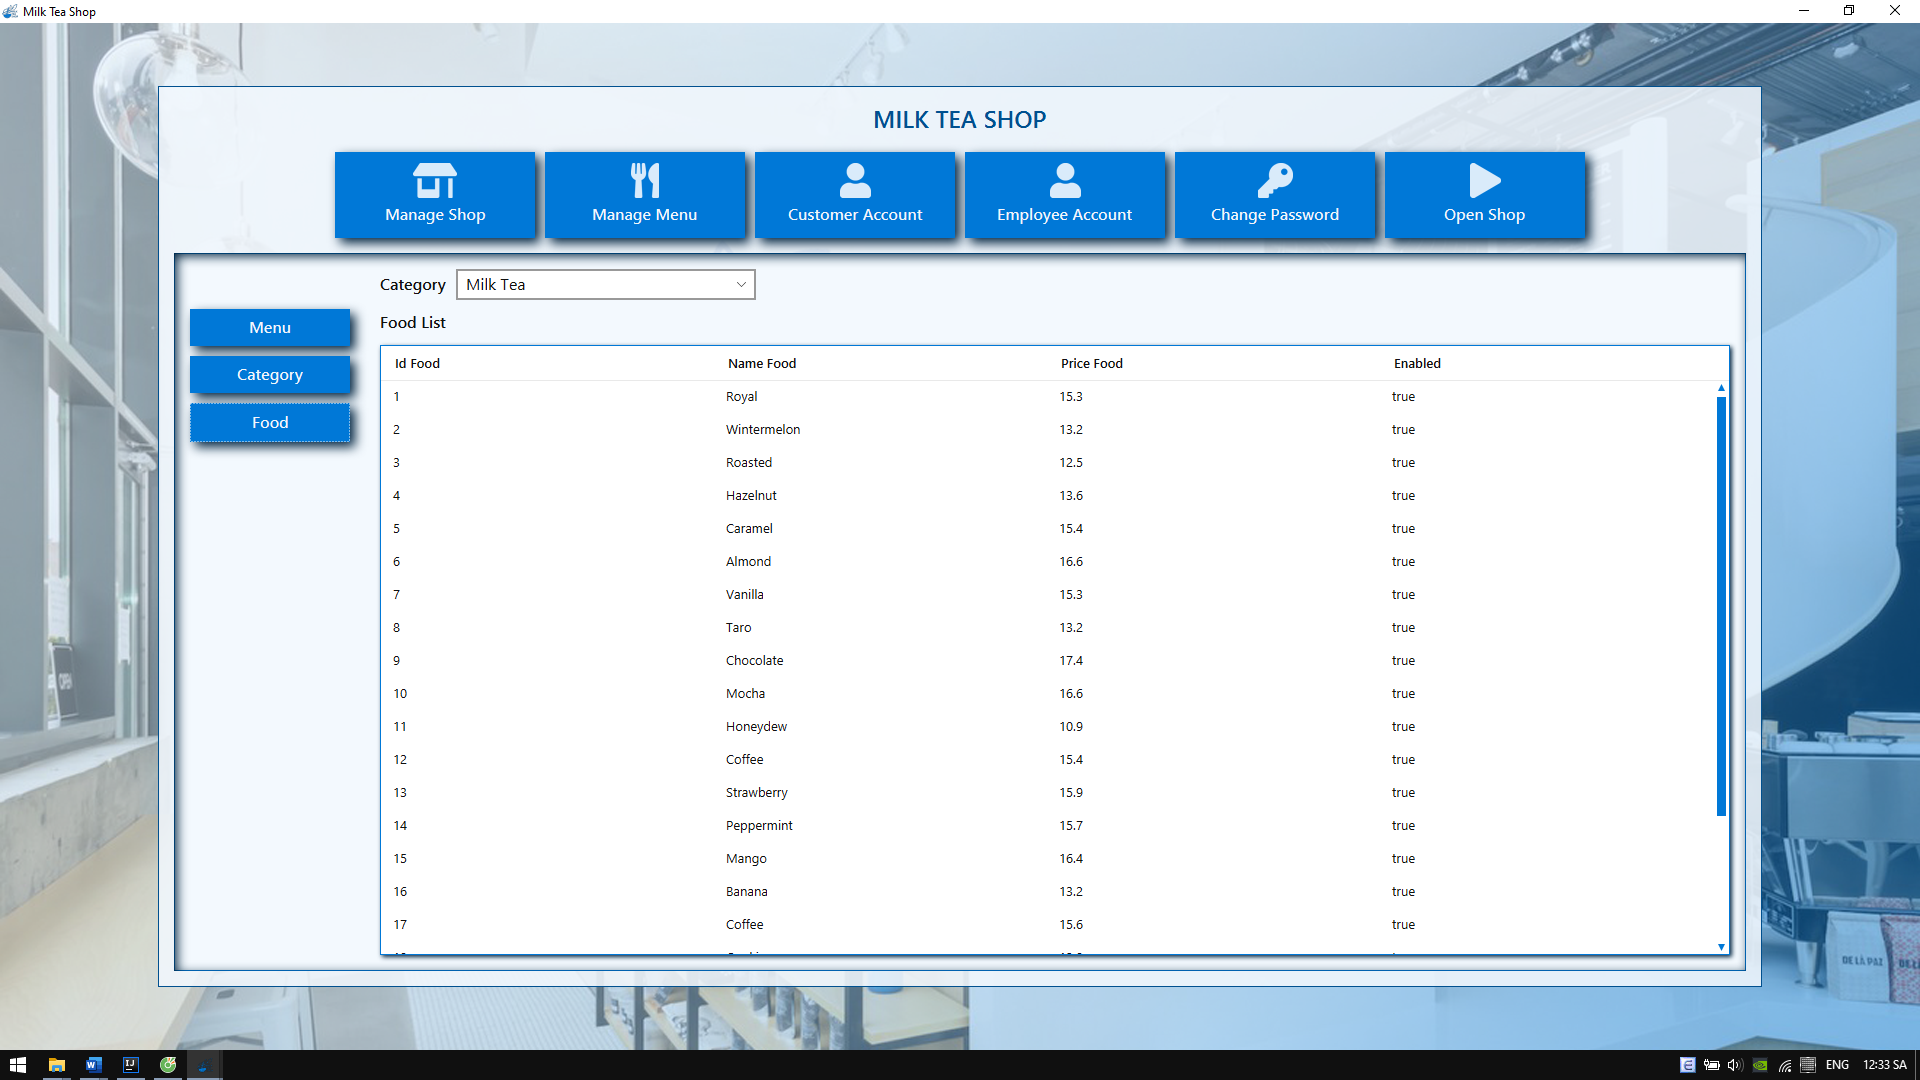 Milk Tea Shop
MILK TEA SHOP
Manage Shop
Manage Menu
Customer Account
Employee Account
Change Password
Open Shop
Category Milk Tea
Menu
Category
Food
Food List
Id Food Name Food Price Food Enabled
1 Royal 15.3 true
2 Wintermelon 13.2 true
3 Roasted 12.5 true
4 Hazelnut 13.6 true
5 Caramel 15.4 true
6 Almond 16.6 true
7 Vanilla 15.3 true
8 Taro 13.2 true
9 Chocolate 17.4 true
10 Mocha 16.6 true
11 Honeydew 10.9 true
12 Coffee 15.4 true
13 Strawberry 15.9 true
14 Peppermint 15.7 true
15 Mango 16.4 true
16 Banana 13.2 true
17 Coffee 15.6 true
OPEN
DE LA PAZ
ENG 12:33 SA